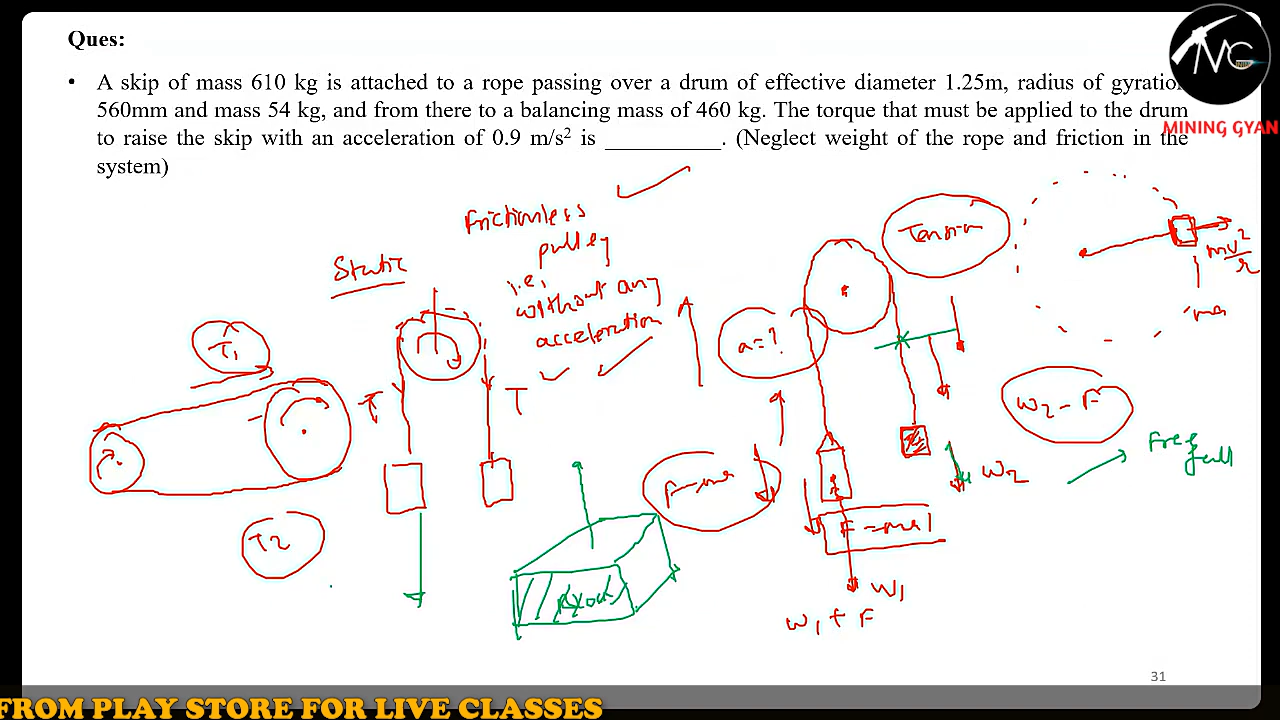 Ques:
• A skip of mass 610 kg is attached to a rope passing over a drum of effective diameter 1.25m, radius of gyration
560mm and mass 54 kg, and from there to a balancing mass of 460 kg. The torque that must be applied to the drum
to raise the skip with an acceleration of 0.9 m/s² is __________. (Neglect weight of the rope and friction in the
system)
MG
MINING GYAN
Frictionless
pulley
i.e,
without any
acceleration
Static
Tension
mv²/r
ma
T1
T
T
a=?
W2 - F
Free
fall
W2
F=ma
F = ma
T2
W1
W1 + F
31
FROM PLAY STORE FOR LIVE CLASSES